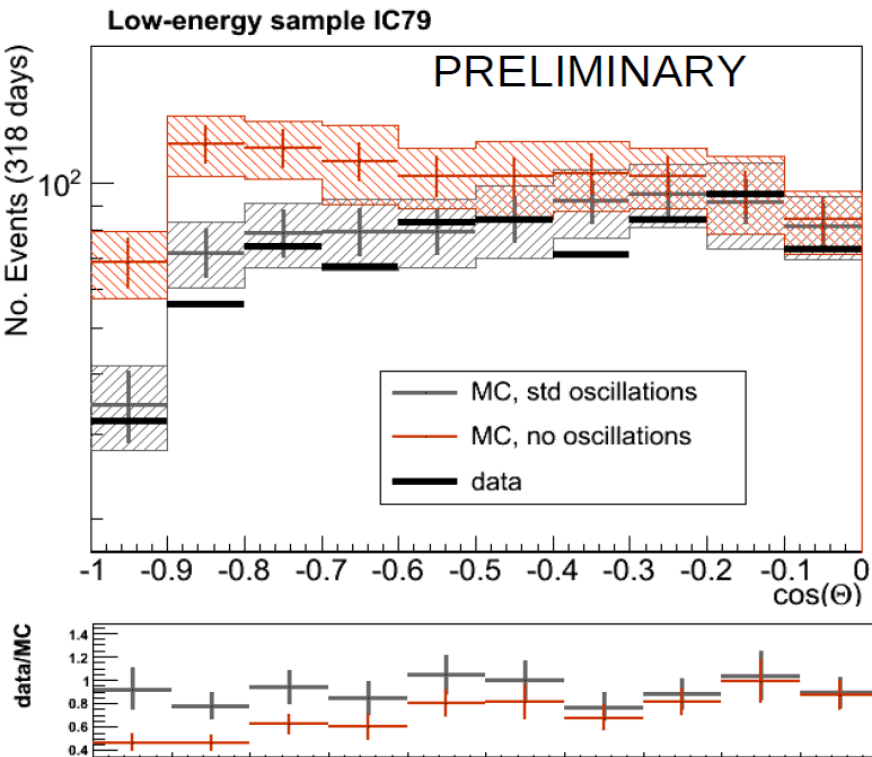 Low-energy sample IC79
PRELIMINARY
No. Events (318 days)
10²
MC, std oscillations
MC, no oscillations
data
-1 -0.9 -0.8 -0.7 -0.6 -0.5 -0.4 -0.3 -0.2 -0.1 0
cos(Θ)
data/MC
1.4
1.2
1
0.8
0.6
0.4